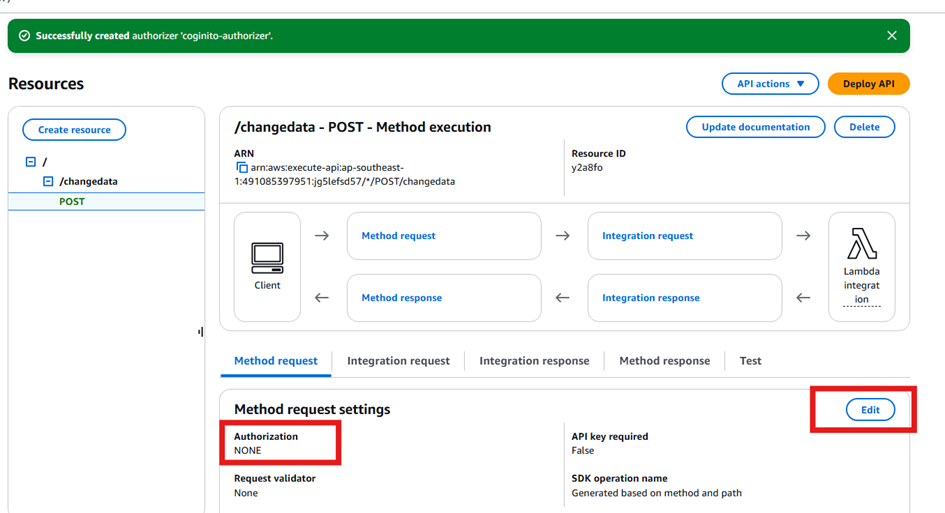 Successfully created authorizer 'coginito-authorizer'.
Resources
API actions
Deploy API
Create resource
/
/changedata
POST
/changedata - POST - Method execution
Update documentation
Delete
ARN
arn:aws:execute-api:ap-southeast-
1:491085397951:jg5lefsd57/*/POST/changedata
Resource ID
y2a8fo
Client
Method request
Integration request
Method response
Integration response
Lambda
integrat
ion
Method request
Integration request
Integration response
Method response
Test
Method request settings
Edit
Authorization
NONE
API key required
False
Request validator
None
SDK operation name
Generated based on method and path